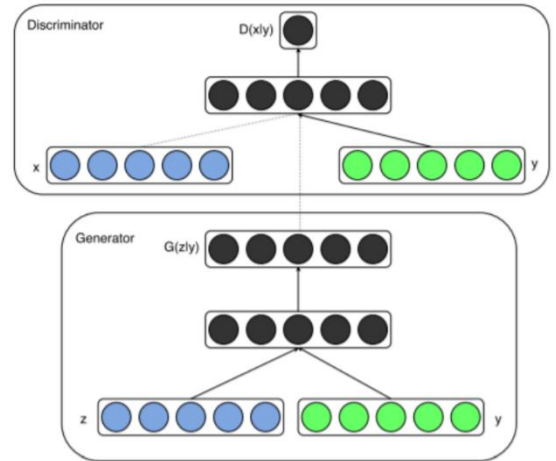 Discriminator
D(x|y)
x
y
Generator
G(z|y)
z
y